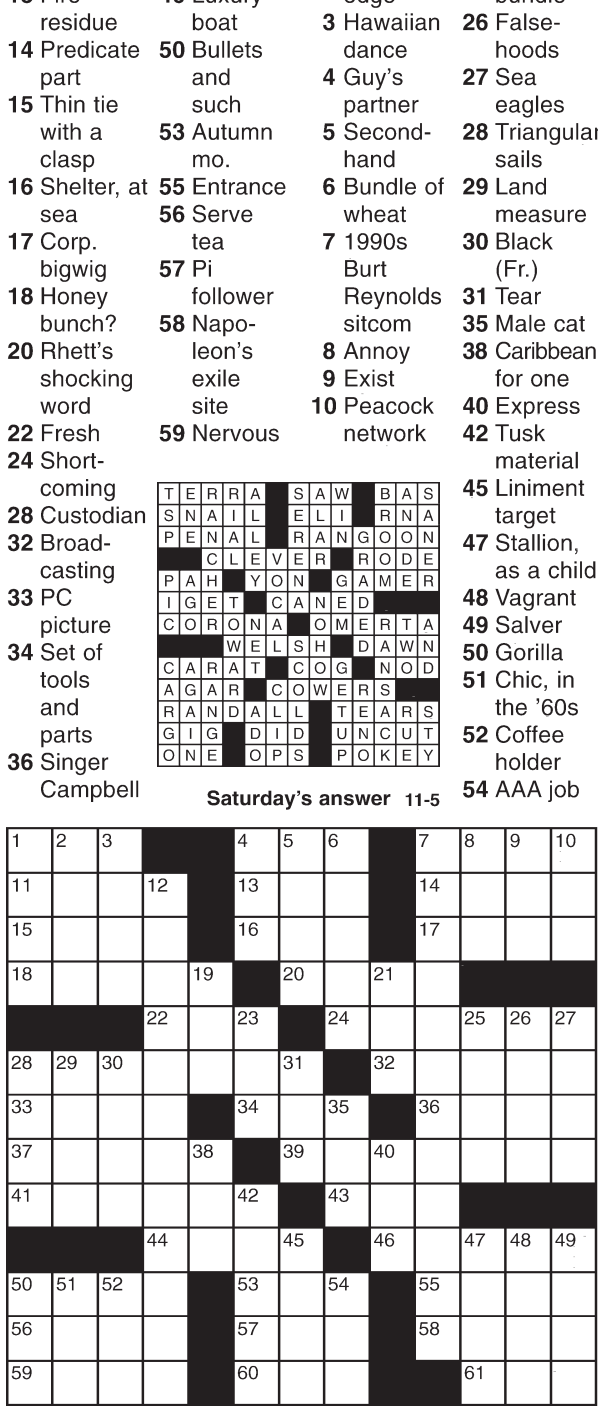 residue
14 Predicate
part
15 Thin tie
with a
clasp
16 Shelter, at
sea
17 Corp.
bigwig
18 Honey
bunch?
20 Rhett's
shocking
word
22 Fresh
24 Short-
coming
28 Custodian
32 Broad-
casting
33 PC
picture
34 Set of
tools
and
parts
36 Singer
Campbell
boat
50 Bullets
and
such
53 Autumn
mo.
55 Entrance
56 Serve
tea
57 Pi
follower
58 Napo-
leon's
exile
site
59 Nervous
3 Hawaiian
dance
4 Guy's
partner
5 Second-
hand
6 Bundle of
wheat
7 1990s
Burt
Reynolds
sitcom
8 Annoy
9 Exist
10 Peacock
network
26 False-
hoods
27 Sea
eagles
28 Triangular
sails
29 Land
measure
30 Black
(Fr.)
31 Tear
35 Male cat
38 Caribbean
for one
40 Express
42 Tusk
material
45 Liniment
target
47 Stallion,
as a child
48 Vagrant
49 Salver
50 Gorilla
51 Chic, in
the '60s
52 Coffee
holder
54 AAA job
TERRA SAW BAS
SNAIL ELI RNA
PENAL RANGOON
CLEVER RODE
PAH YON GAMER
IGET CANED
CORONA OMERTA
WELSH DAWN
CARAT COG NOD
AGAR COWERS
RANDALL TEARS
GIG DID UNCUT
ONE OPS POKEY
Saturday's answer 11-5
1 2 3 4 5 6 7 8 9 10
11 12 13 14
15 16 17
18 19 20 21
22 23 24 25 26 27
28 29 30 31 32
33 34 35 36
37 38 39 40
41 42 43
44 45 46 47 48 49
50 51 52 53 54 55
56 57 58
59 60 61